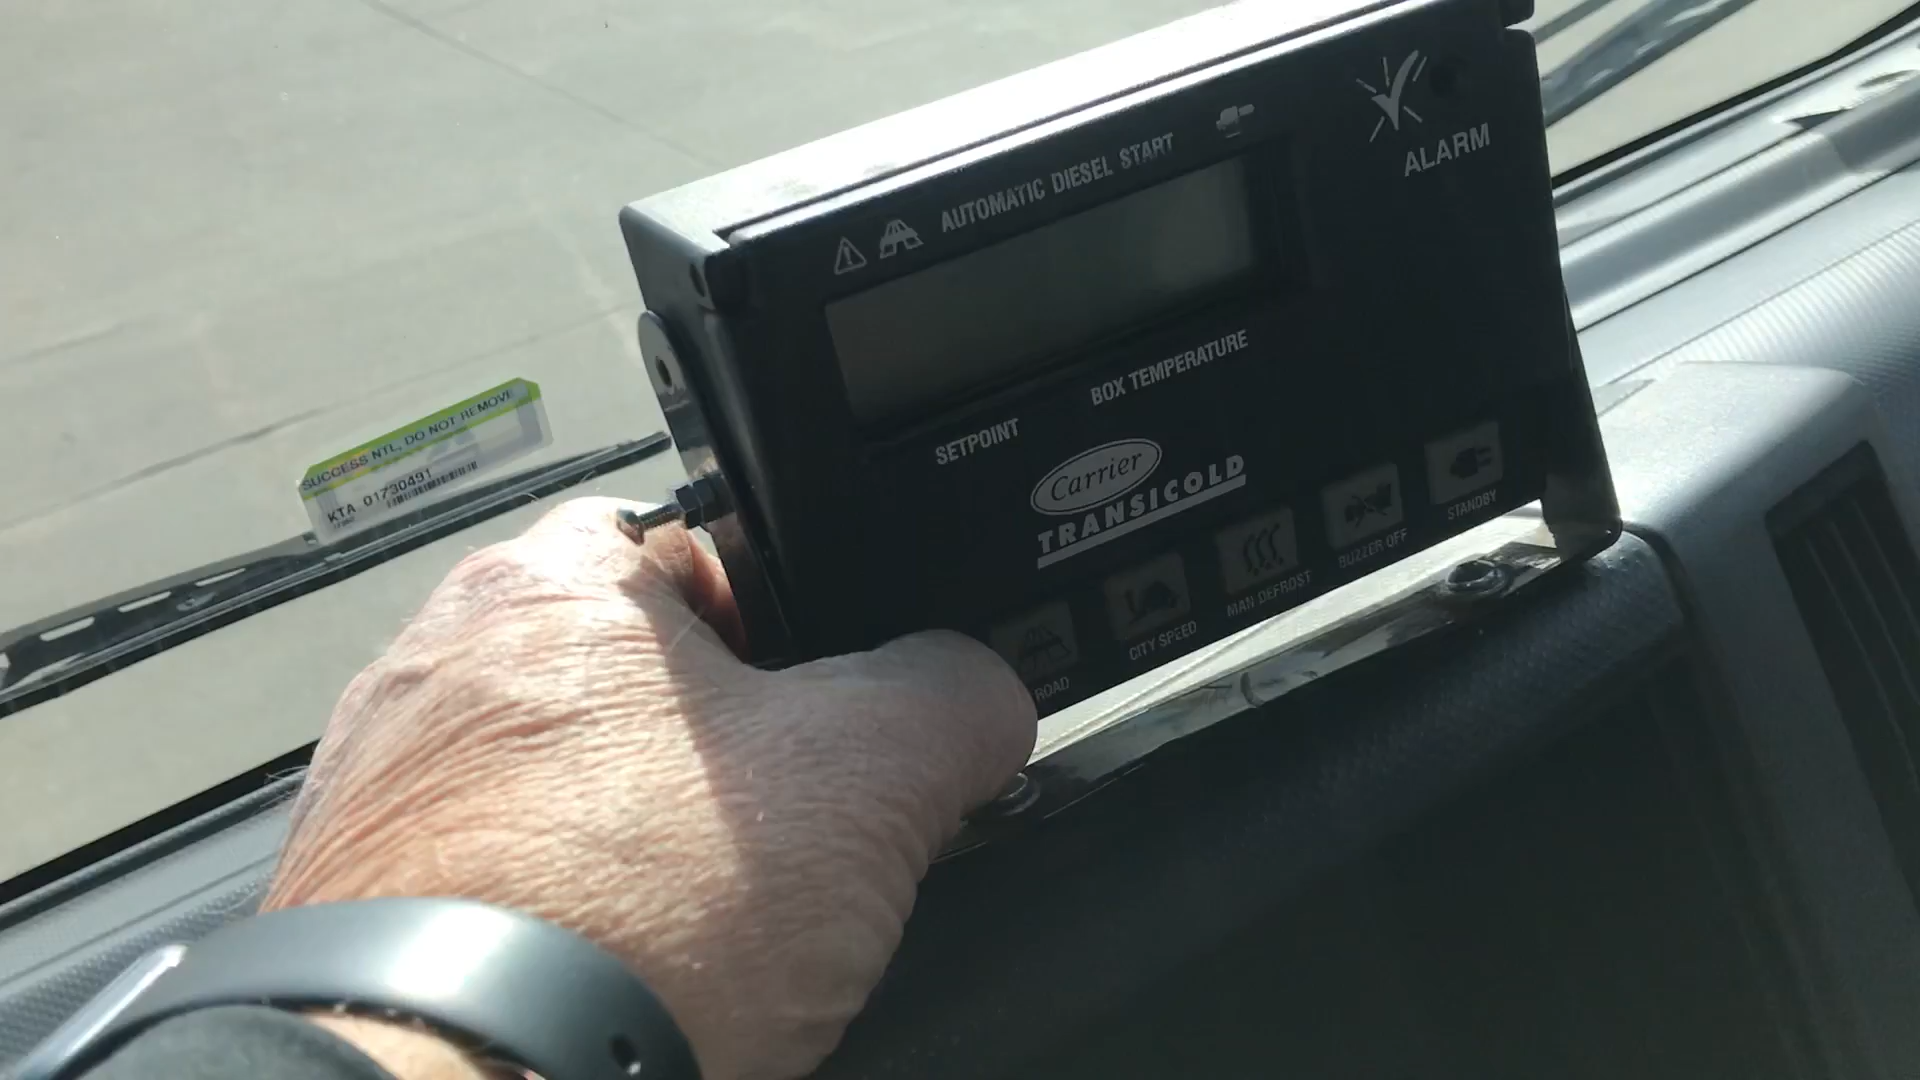 ALARM
AUTOMATIC DIESEL START
BOX TEMPERATURE
SETPOINT
Carrier
TRANSICOLD
ROAD
CITY SPEED
MAN DEFROST
BUZZER OFF
STANDBY
SUCCESS NTL, DO NOT REMOVE
KTA 01730491